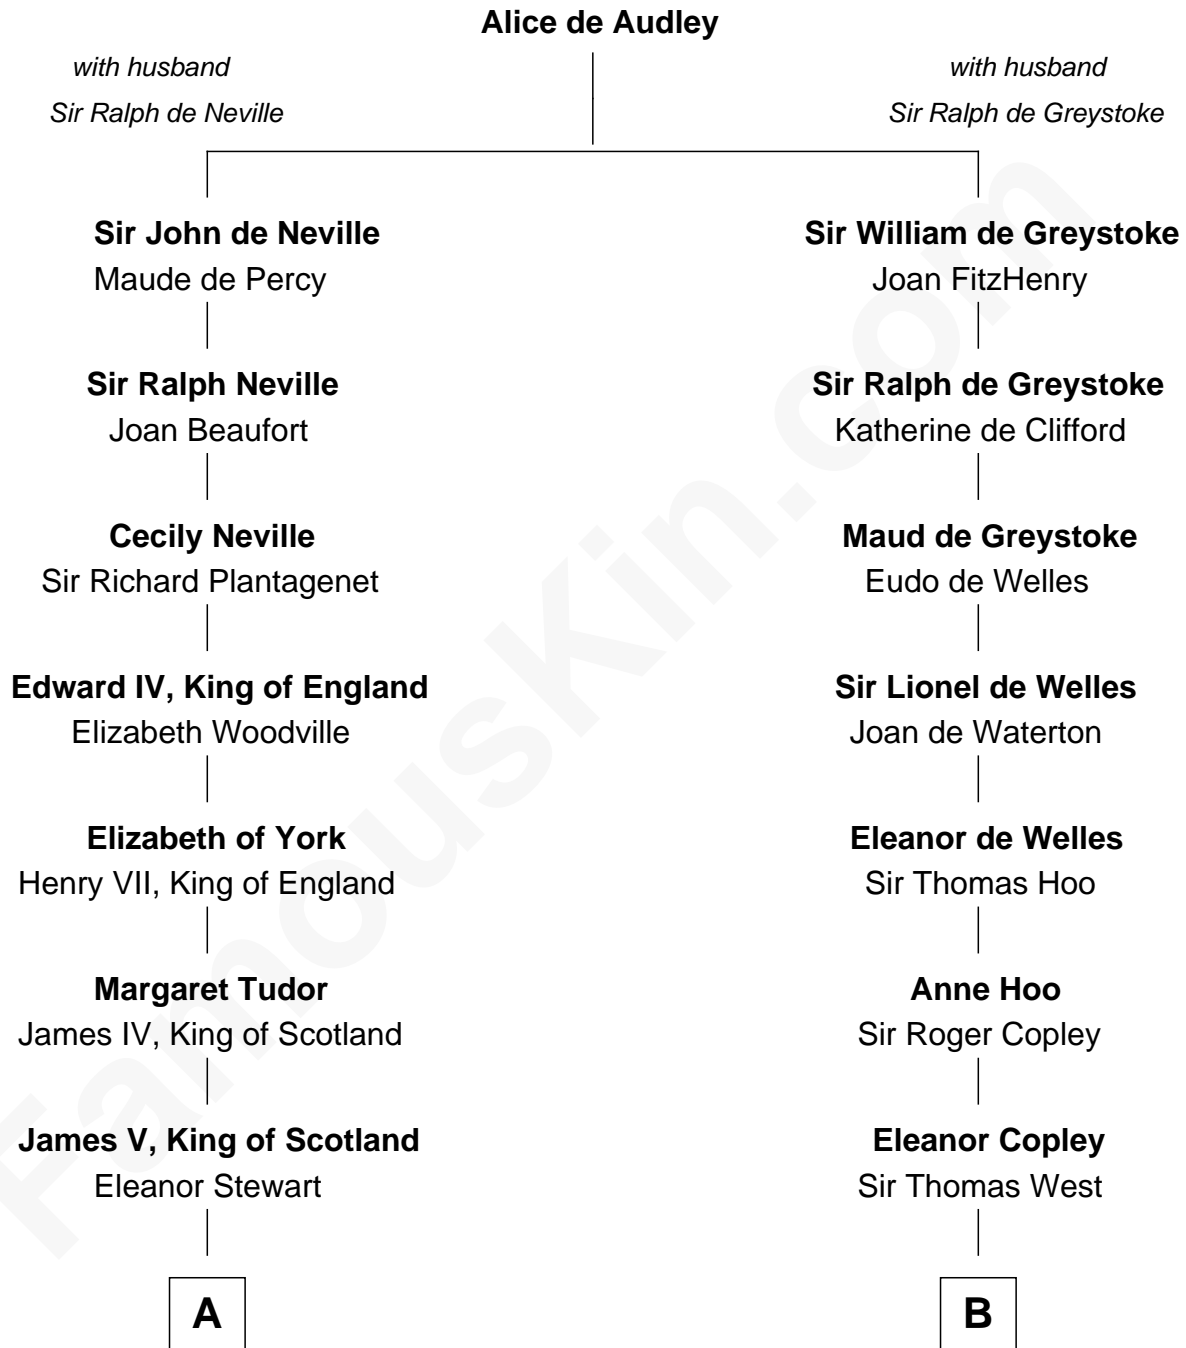 Alice de Audley
with husband
Sir Ralph de Neville
with husband
Sir Ralph de Greystoke
Sir John de Neville
Maude de Percy
Sir William de Greystoke
Joan FitzHenry
Sir Ralph Neville
Joan Beaufort
Sir Ralph de Greystoke
Katherine de Clifford
Cecily Neville
Sir Richard Plantagenet
Maud de Greystoke
Eudo de Welles
Edward IV, King of England
Elizabeth Woodville
Sir Lionel de Welles
Joan de Waterton
Elizabeth of York
Henry VII, King of England
Eleanor de Welles
Sir Thomas Hoo
Margaret Tudor
James IV, King of Scotland
Anne Hoo
Sir Roger Copley
James V, King of Scotland
Eleanor Stewart
Eleanor Copley
Sir Thomas West
A
B
FamousKin.com